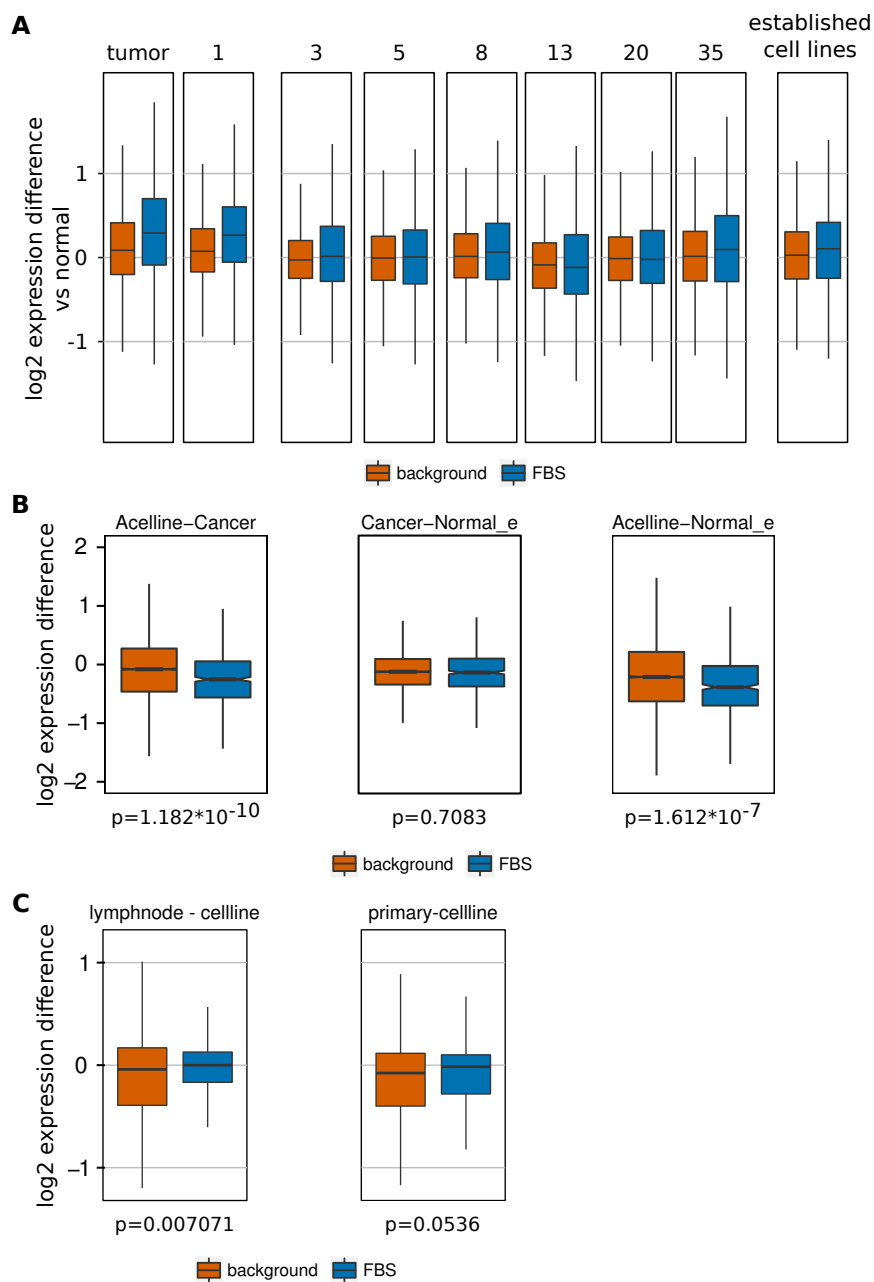 A
tumor 1 3 5 8 13 20 35 established
cell lines
log2 expression difference
vs normal
1
0
-1
background FBS
B
Acelline−Cancer Cancer−Normal_e Acelline−Normal_e
log2 expression difference
2
1
0
−1
−2
p=1.182*10-10 p=0.7083 p=1.612*10-7
background FBS
C
lymphnode - cellline primary-cellline
log2 expression difference
1
0
−1
p=0.007071 p=0.0536
background FBS